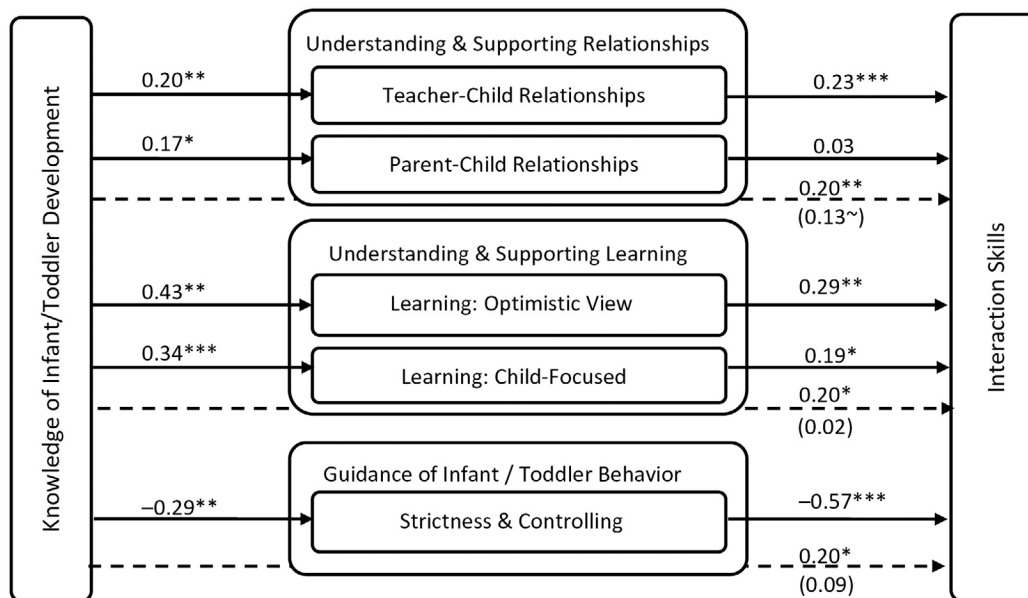 Knowledge of Infant/Toddler Development
Understanding & Supporting Relationships
0.20**
Teacher-Child Relationships
0.23***
0.17*
Parent-Child Relationships
0.03
0.20**
(0.13~)
Understanding & Supporting Learning
0.43**
Learning: Optimistic View
0.29**
0.34***
Learning: Child-Focused
0.19*
0.20*
(0.02)
Guidance of Infant / Toddler Behavior
–0.29**
Strictness & Controlling
–0.57***
0.20*
(0.09)
Interaction Skills